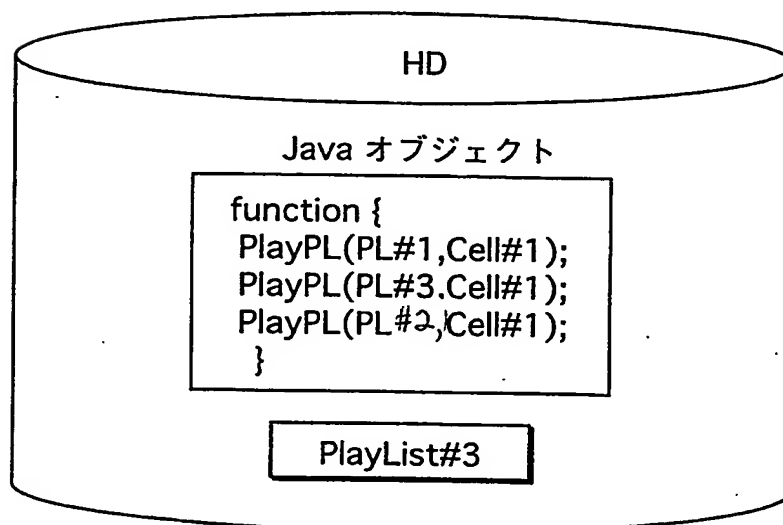 HD
Java オブジェクト
function {
PlayPL(PL#1,Cell#1);
PlayPL(PL#3.Cell#1);
PlayPL(PL#2,Cell#1);
}
PlayList#3